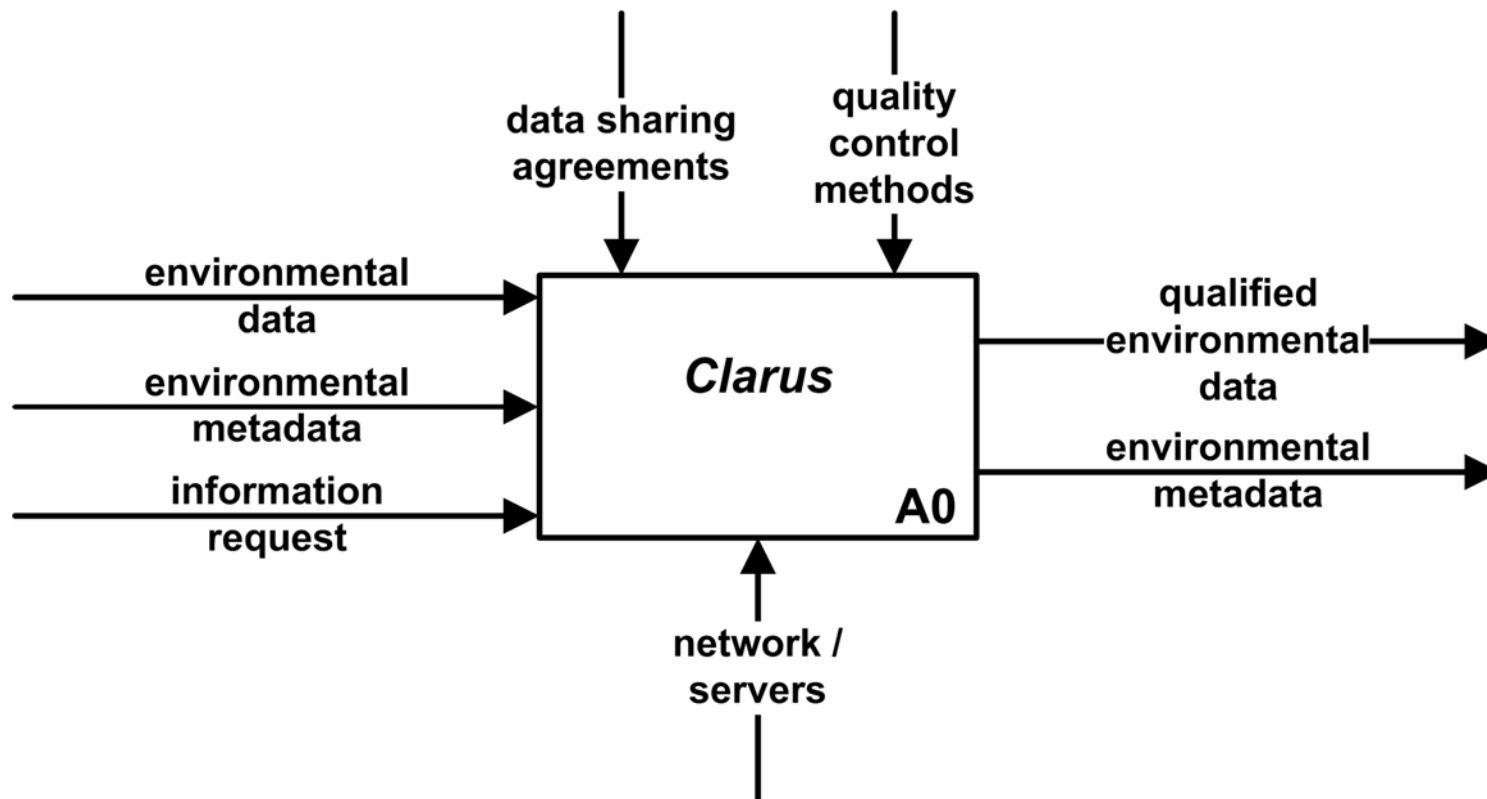 data sharing
agreements
quality
control
methods
environmental
data
environmental
metadata
information
request
Clarus
A0
qualified
environmental
data
environmental
metadata
network /
servers